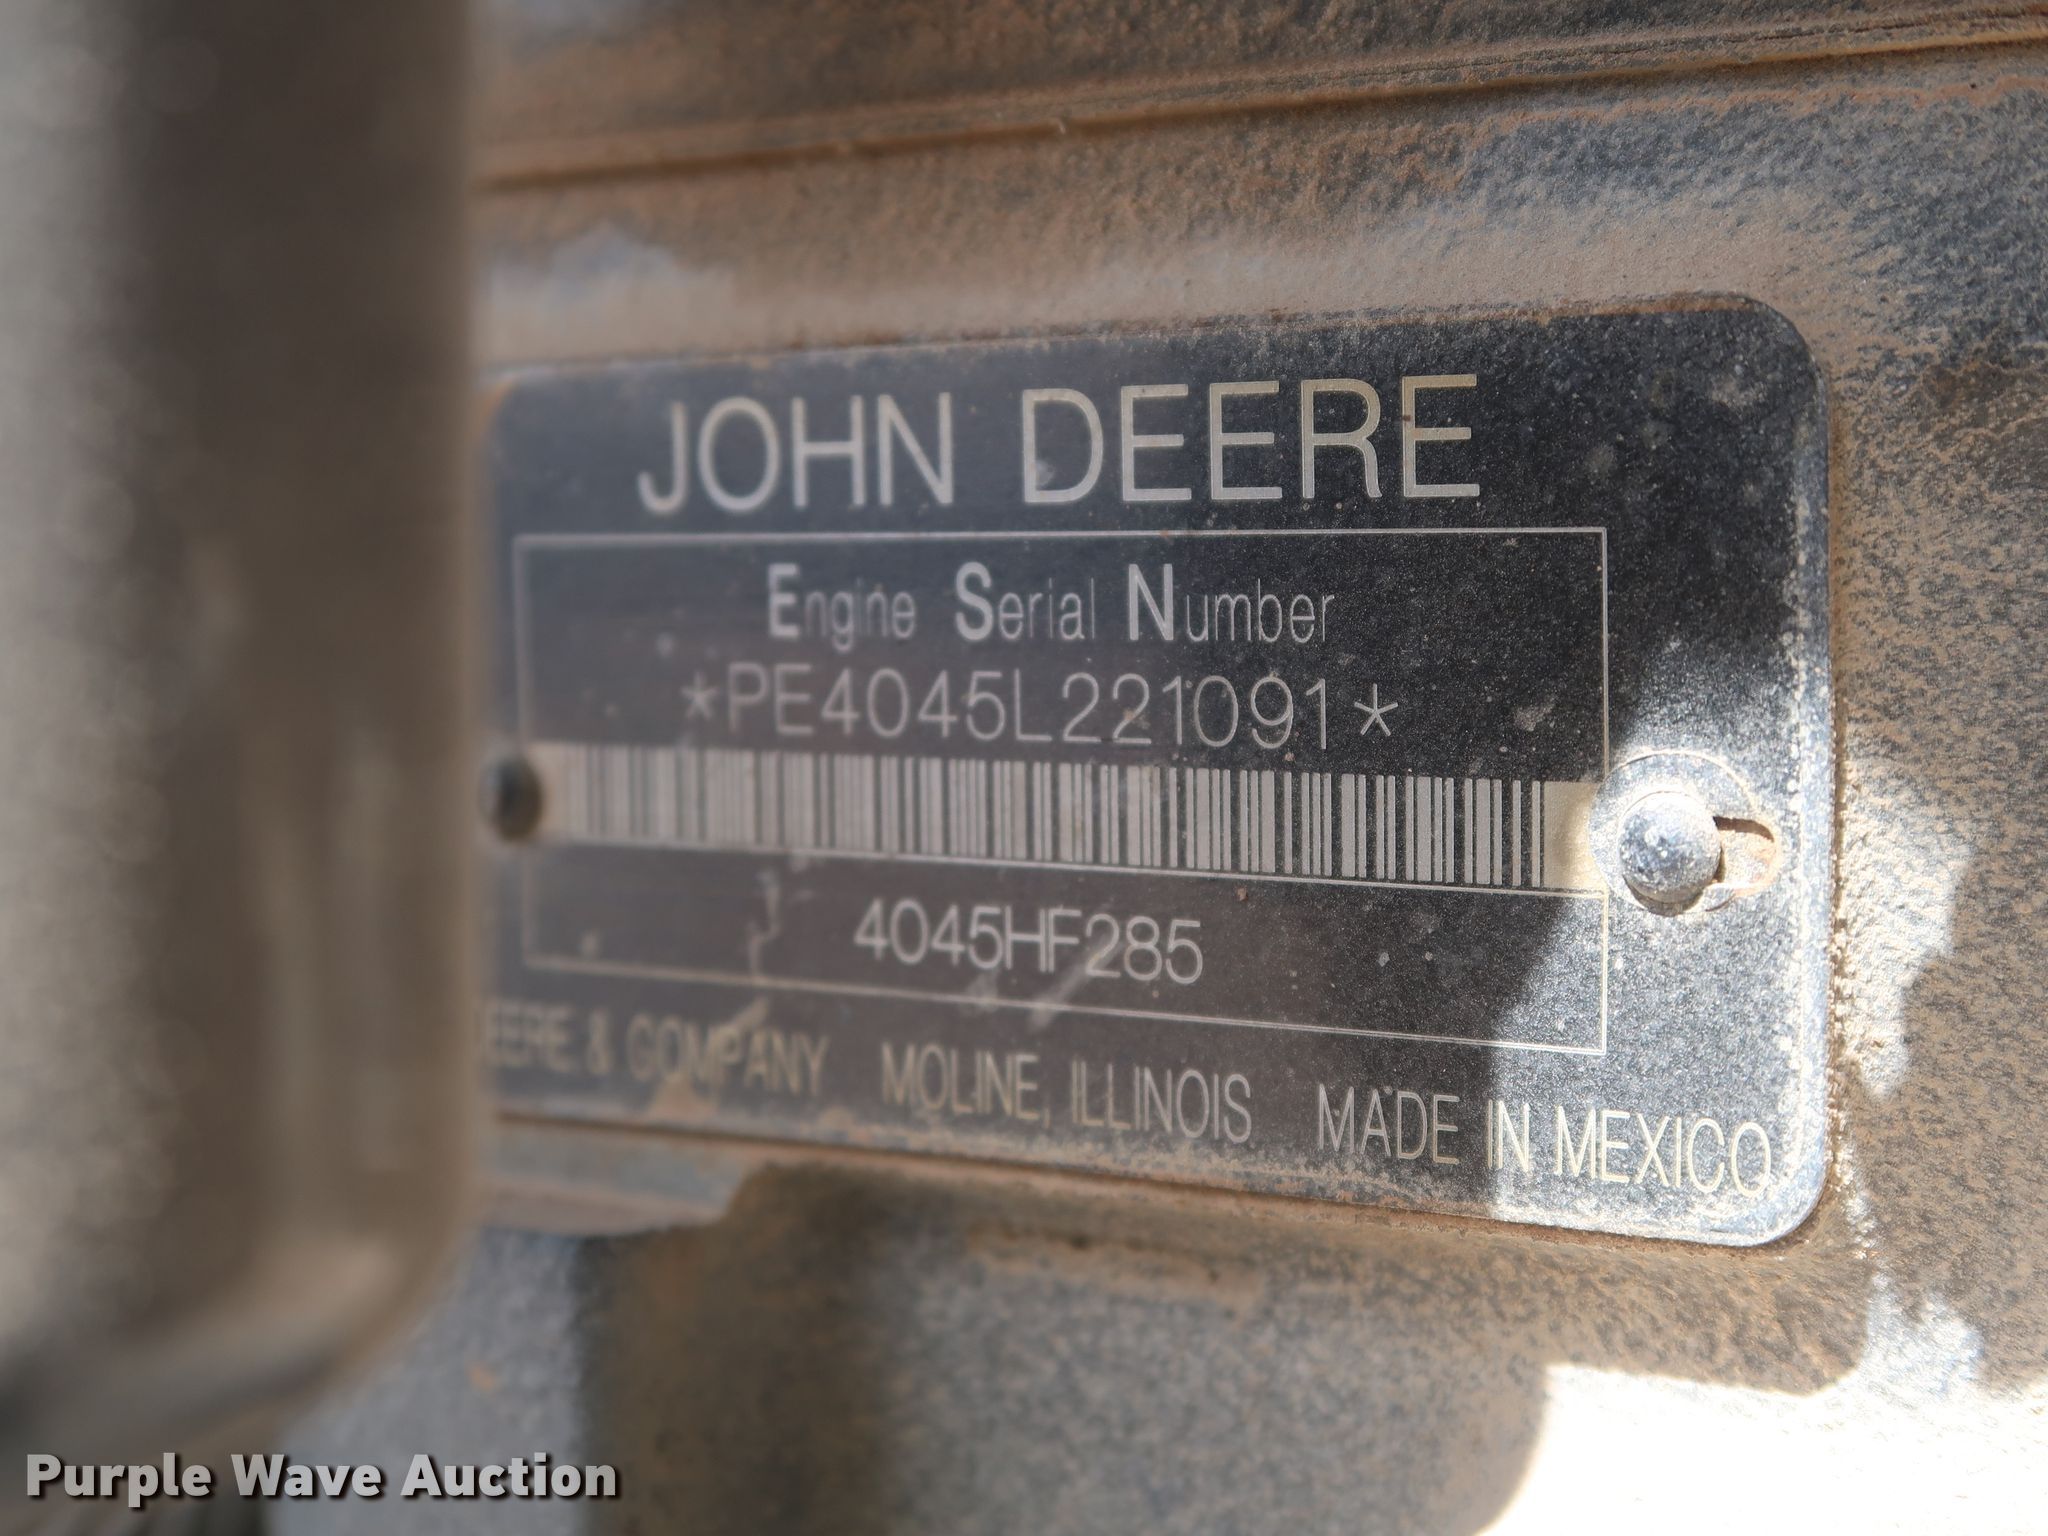 JOHN DEERE
Engine Serial Number
*PE4045L221091*
4045HF285
EERE & COMPANY MOLINE, ILLINOIS MADE IN MEXICO
Purple Wave Auction